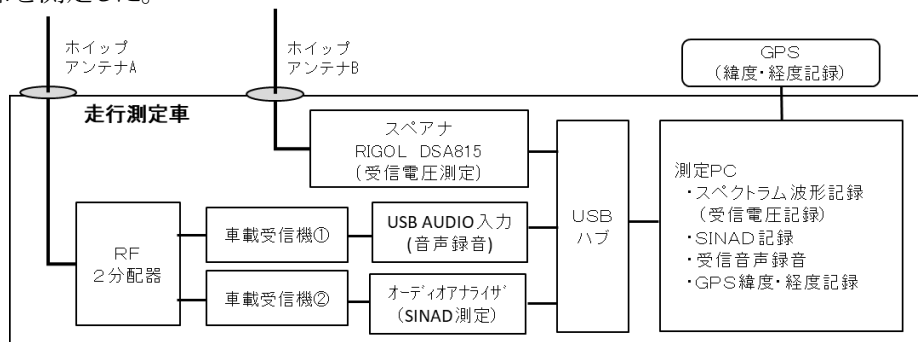 ホイップ
アンテナA
ホイップ
アンテナB
GPS
(緯度・経度記録)
走行測定車
スペアナ
RIGOL DSA815
(受信電圧測定)
USB
ハブ
測定PC
・スペクトラム波形記録
(受信電圧記録)
・SINAD記録
・受信音声録音
・GPS緯度・経度記録
RF
2分配器
車載受信機①
USB AUDIO入力
(音声録音)
車載受信機②
オーディオアナライザ
(SINAD測定)